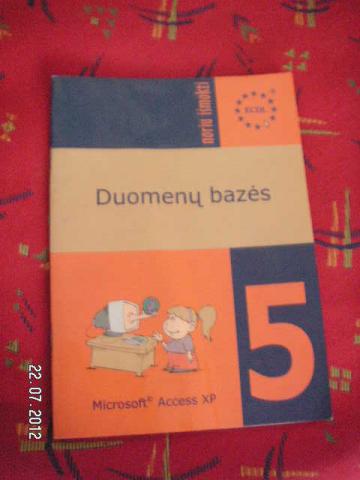 noriu išmokti
ECDL
Duomenų bazės
5
Microsoft® Access XP
22.07.2012